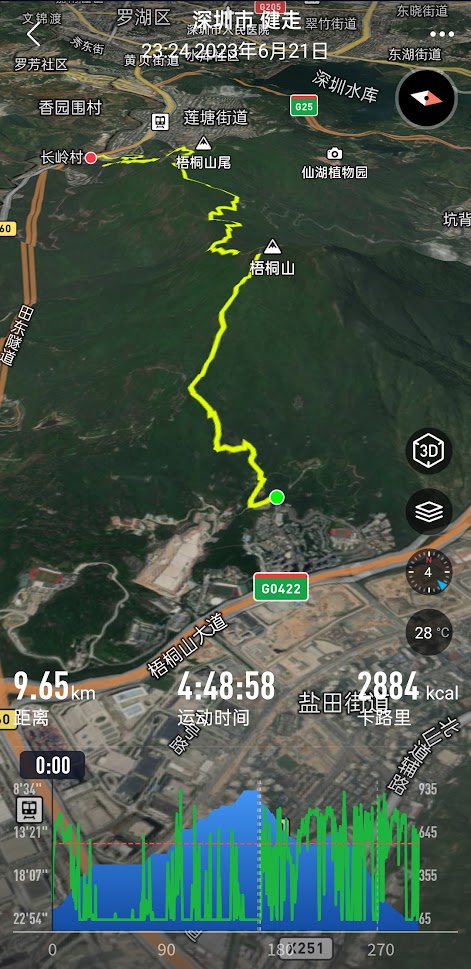 文锦渡
罗湖区
G205
翠竹街道
东晓街道
深圳市 健走
深圳市人民医院
罗芳社区
黄贝街道
23:24 2023年6月21日
东湖街道
深圳水库
G25
香园围村
莲塘街道
长岭村
梧桐山尾
仙湖植物园
坑背
60
梧桐山
田东隧道
3D
N
4
G0422
28 °C
梧桐山大道
9.65km
4:48:58
2884 kcal
距离
运动时间
盐田街道
卡路里
60
北山道辅路
0:00
8'34"
935
13'21"
645
18'07"
355
22'54"
65
0
90
180
X251
270